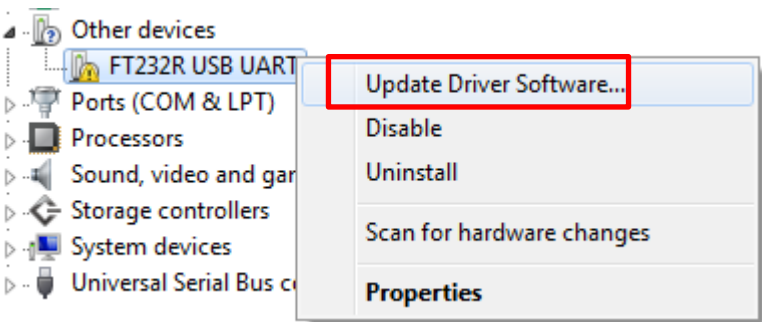 Other devices
FT232R USB UART
Ports (COM & LPT)
Processors
Sound, video and gar
Storage controllers
System devices
Universal Serial Bus c
Update Driver Software...
Disable
Uninstall
Scan for hardware changes
Properties